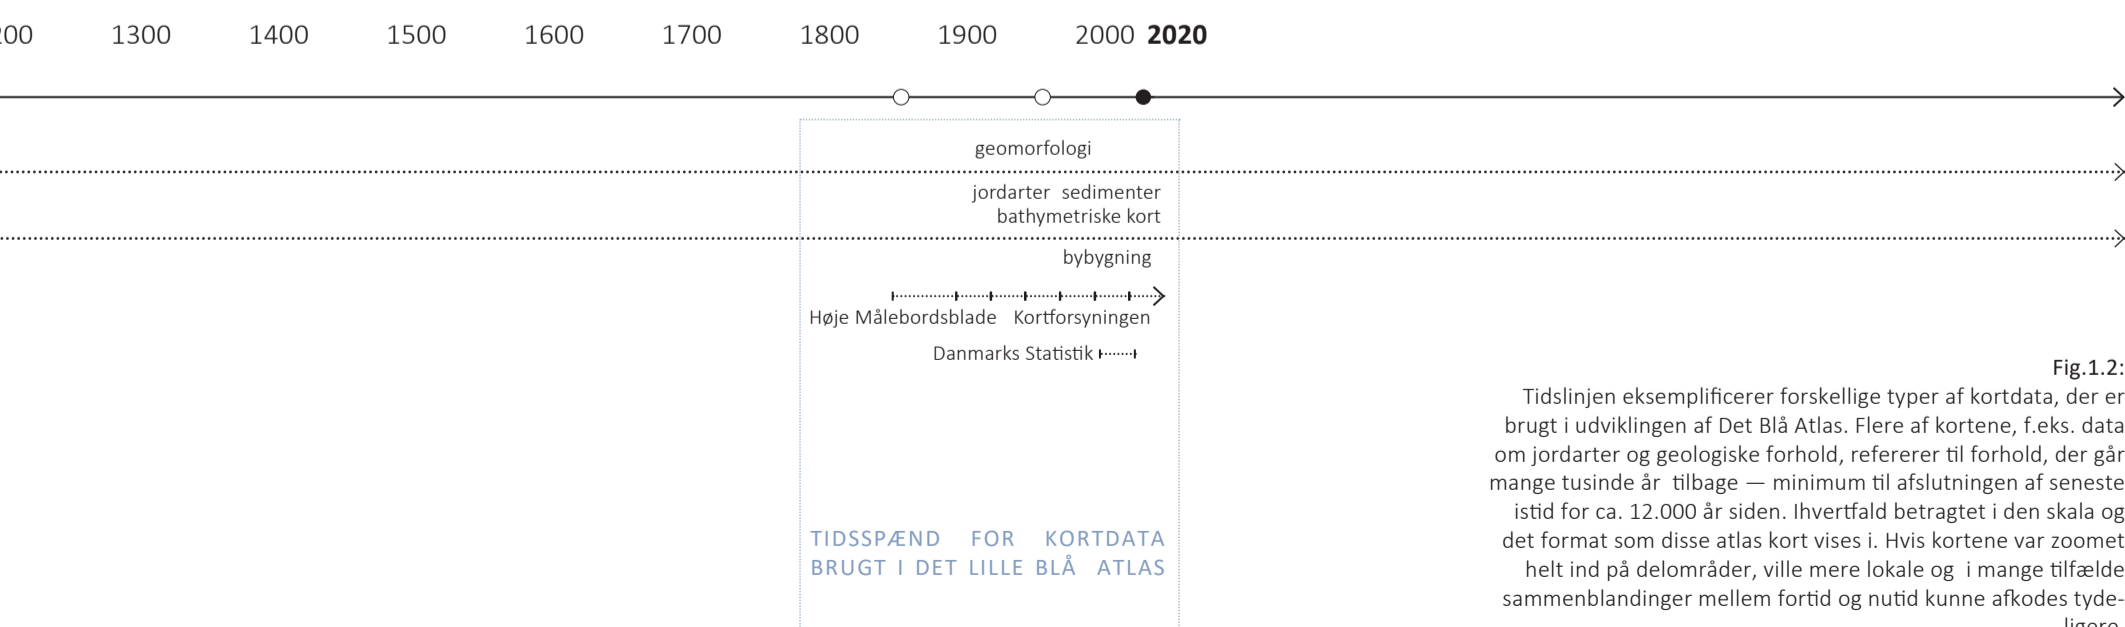 200 1300 1400 1500 1600 1700 1800 1900 2000 2020
geomorfologi
jordarter sedimenter
bathymetriske kort
bybygning
Høje Målebordsblade Kortforsyningen
Danmarks Statistik
TIDSSPÆND FOR KORTDATA
BRUGT I DET LILLE BLÅ ATLAS
Fig.1.2:
Tidslinjen eksemplificerer forskellige typer af kortdata, der er
brugt i udviklingen af Det Blå Atlas. Flere af kortene, f.eks. data
om jordarter og geologiske forhold, refererer til forhold, der går
mange tusinde år tilbage — minimum til afslutningen af seneste
istid for ca. 12.000 år siden. Ihvertfald betragtet i den skala og
det format som disse atlas kort vises i. Hvis kortene var zoomet
helt ind på delområder, ville mere lokale og i mange tilfælde
sammenblandinger mellem fortid og nutid kunne afkodes tyde-
ligere.